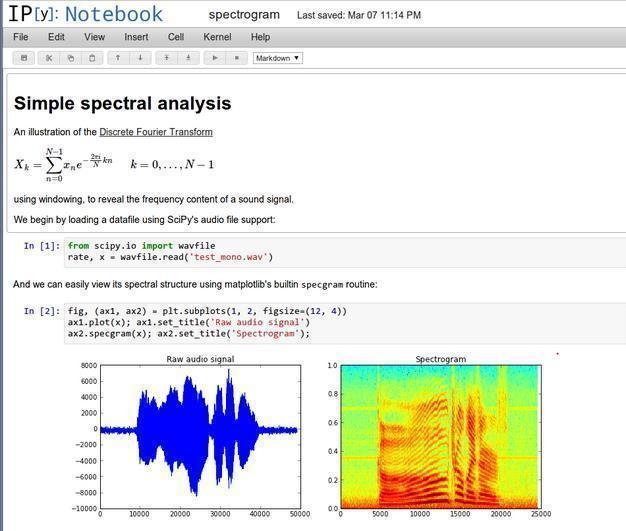 IP[y]: Notebook spectrogram Last saved: Mar 07 11:14 PM
File Edit View Insert Cell Kernel Help
Markdown
Simple spectral analysis
An illustration of the Discrete Fourier Transform
X_k = \sum_{n=0}^{N-1} x_n e^{-\frac{2\pi i}{N} kn} k = 0, . . . , N − 1
using windowing, to reveal the frequency content of a sound signal.
We begin by loading a datafile using SciPy's audio file support:
In [1]: from scipy.io import wavfile
rate, x = wavfile.read('test_mono.wav')
And we can easily view its spectral structure using matplotlib's builtin specgram routine:
In [2]: fig, (ax1, ax2) = plt.subplots(1, 2, figsize=(12, 4))
ax1.plot(x); ax1.set_title('Raw audio signal')
ax2.specgram(x); ax2.set_title('Spectrogram');
Raw audio signal
8000
6000
4000
2000
0
−2000
−4000
−6000
−8000
−10000
0 10000 20000 30000 40000 50000
Spectrogram
1.0
0.8
0.6
0.4
0.2
0.0
0 5000 10000 15000 20000 25000